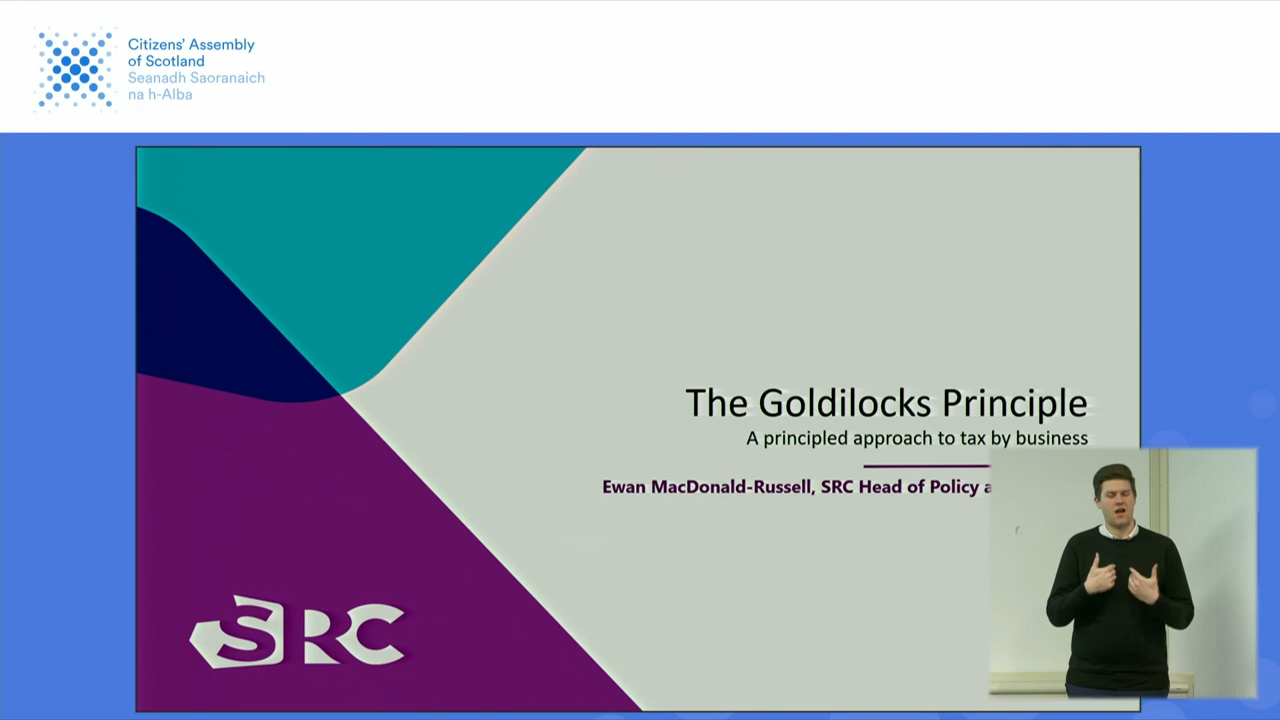 Citizens' Assembly
of Scotland
Seanadh Saoranaich
na h-Alba
The Goldilocks Principle
A principled approach to tax by business
Ewan MacDonald-Russell, SRC Head of Policy a
SRC